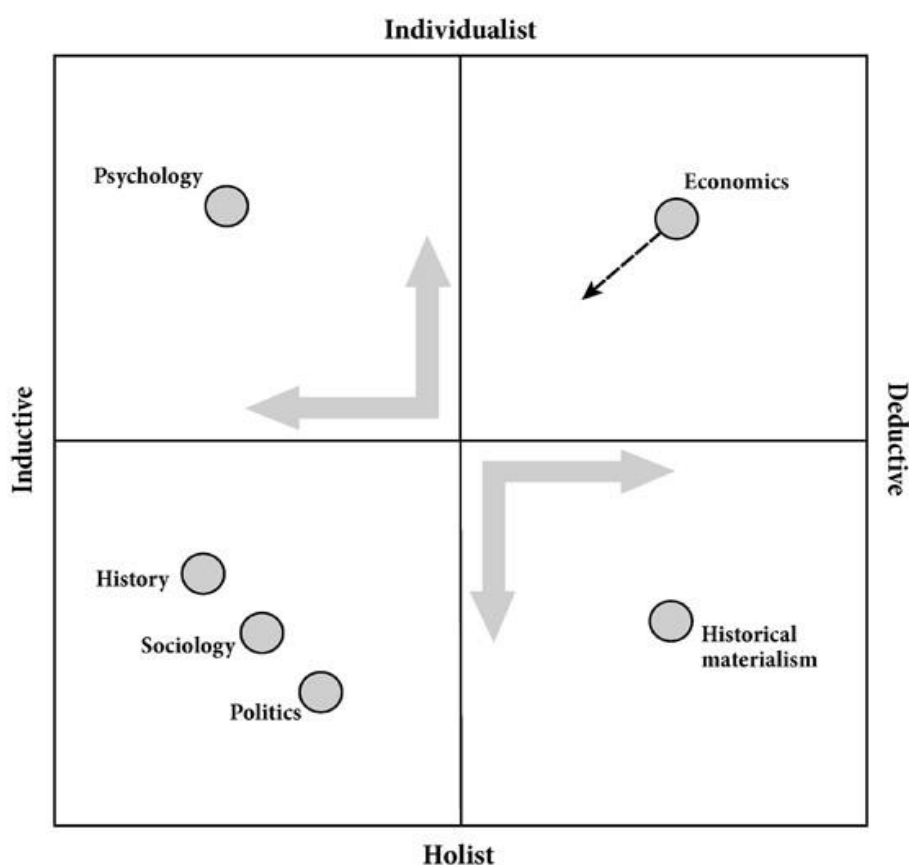 Individualist
Psychology
Economics
Inductive
Deductive
History
Sociology
Politics
Historical
materialism
Holist